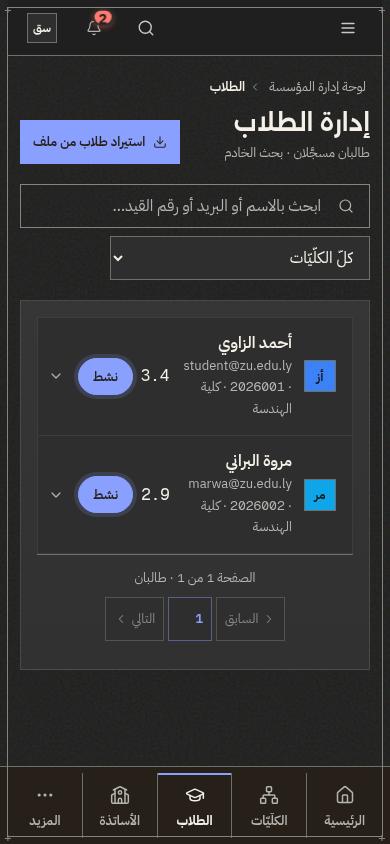 2
سق
لوحة إدارة المؤسسة › الطلاب
إدارة الطلاب
طالبان مسجَّلان · بحث الخادم
استيراد طلاب من ملف
ابحث بالاسم أو البريد أو رقم القيد...
كلّ الكلّيّات
أز
أحمد الزاوي
student@zu.edu.ly
· 2026001 · كلية
الهندسة
3.4
نشط
مر
مروة البراني
marwa@zu.edu.ly
· 2026002 · كلية
الهندسة
2.9
نشط
الصفحة 1 من 1 · طالبان
السابق
1
التالي
الرئيسية
الكلّيّات
الطلاب
الأساتذة
المزيد